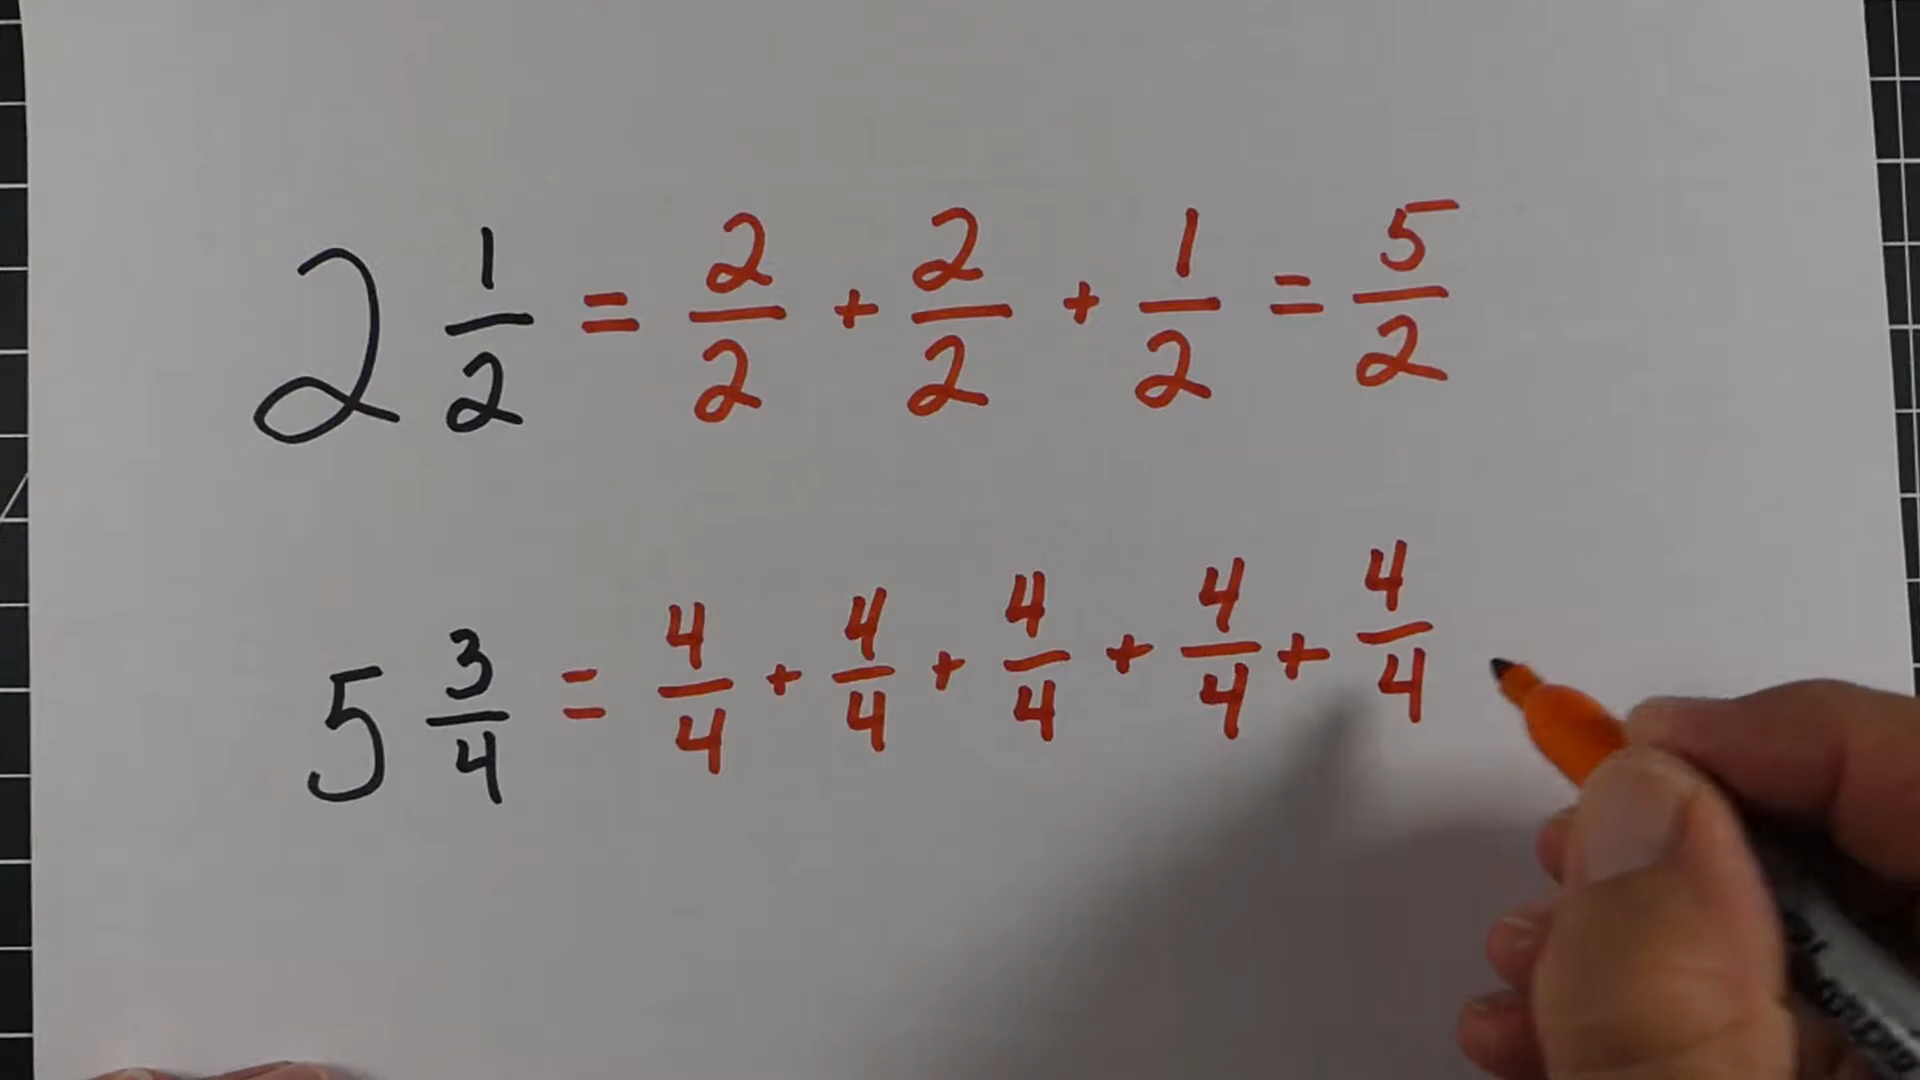 2 1/2 = 2/2 + 2/2 + 1/2 = 5/2
5 3/4 = 4/4 + 4/4 + 4/4 + 4/4 + 4/4